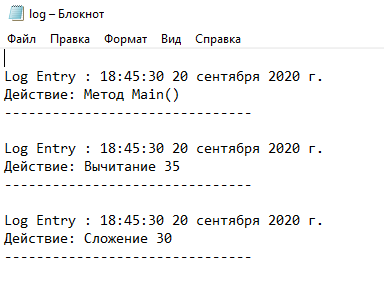 log – Блокнот
Файл Правка Формат Вид Справка
Log Entry : 18:45:30 20 сентября 2020 г.
Действие: Метод Main()
-------------------------------
Log Entry : 18:45:30 20 сентября 2020 г.
Действие: Вычитание 35
-------------------------------
Log Entry : 18:45:30 20 сентября 2020 г.
Действие: Сложение 30
-------------------------------